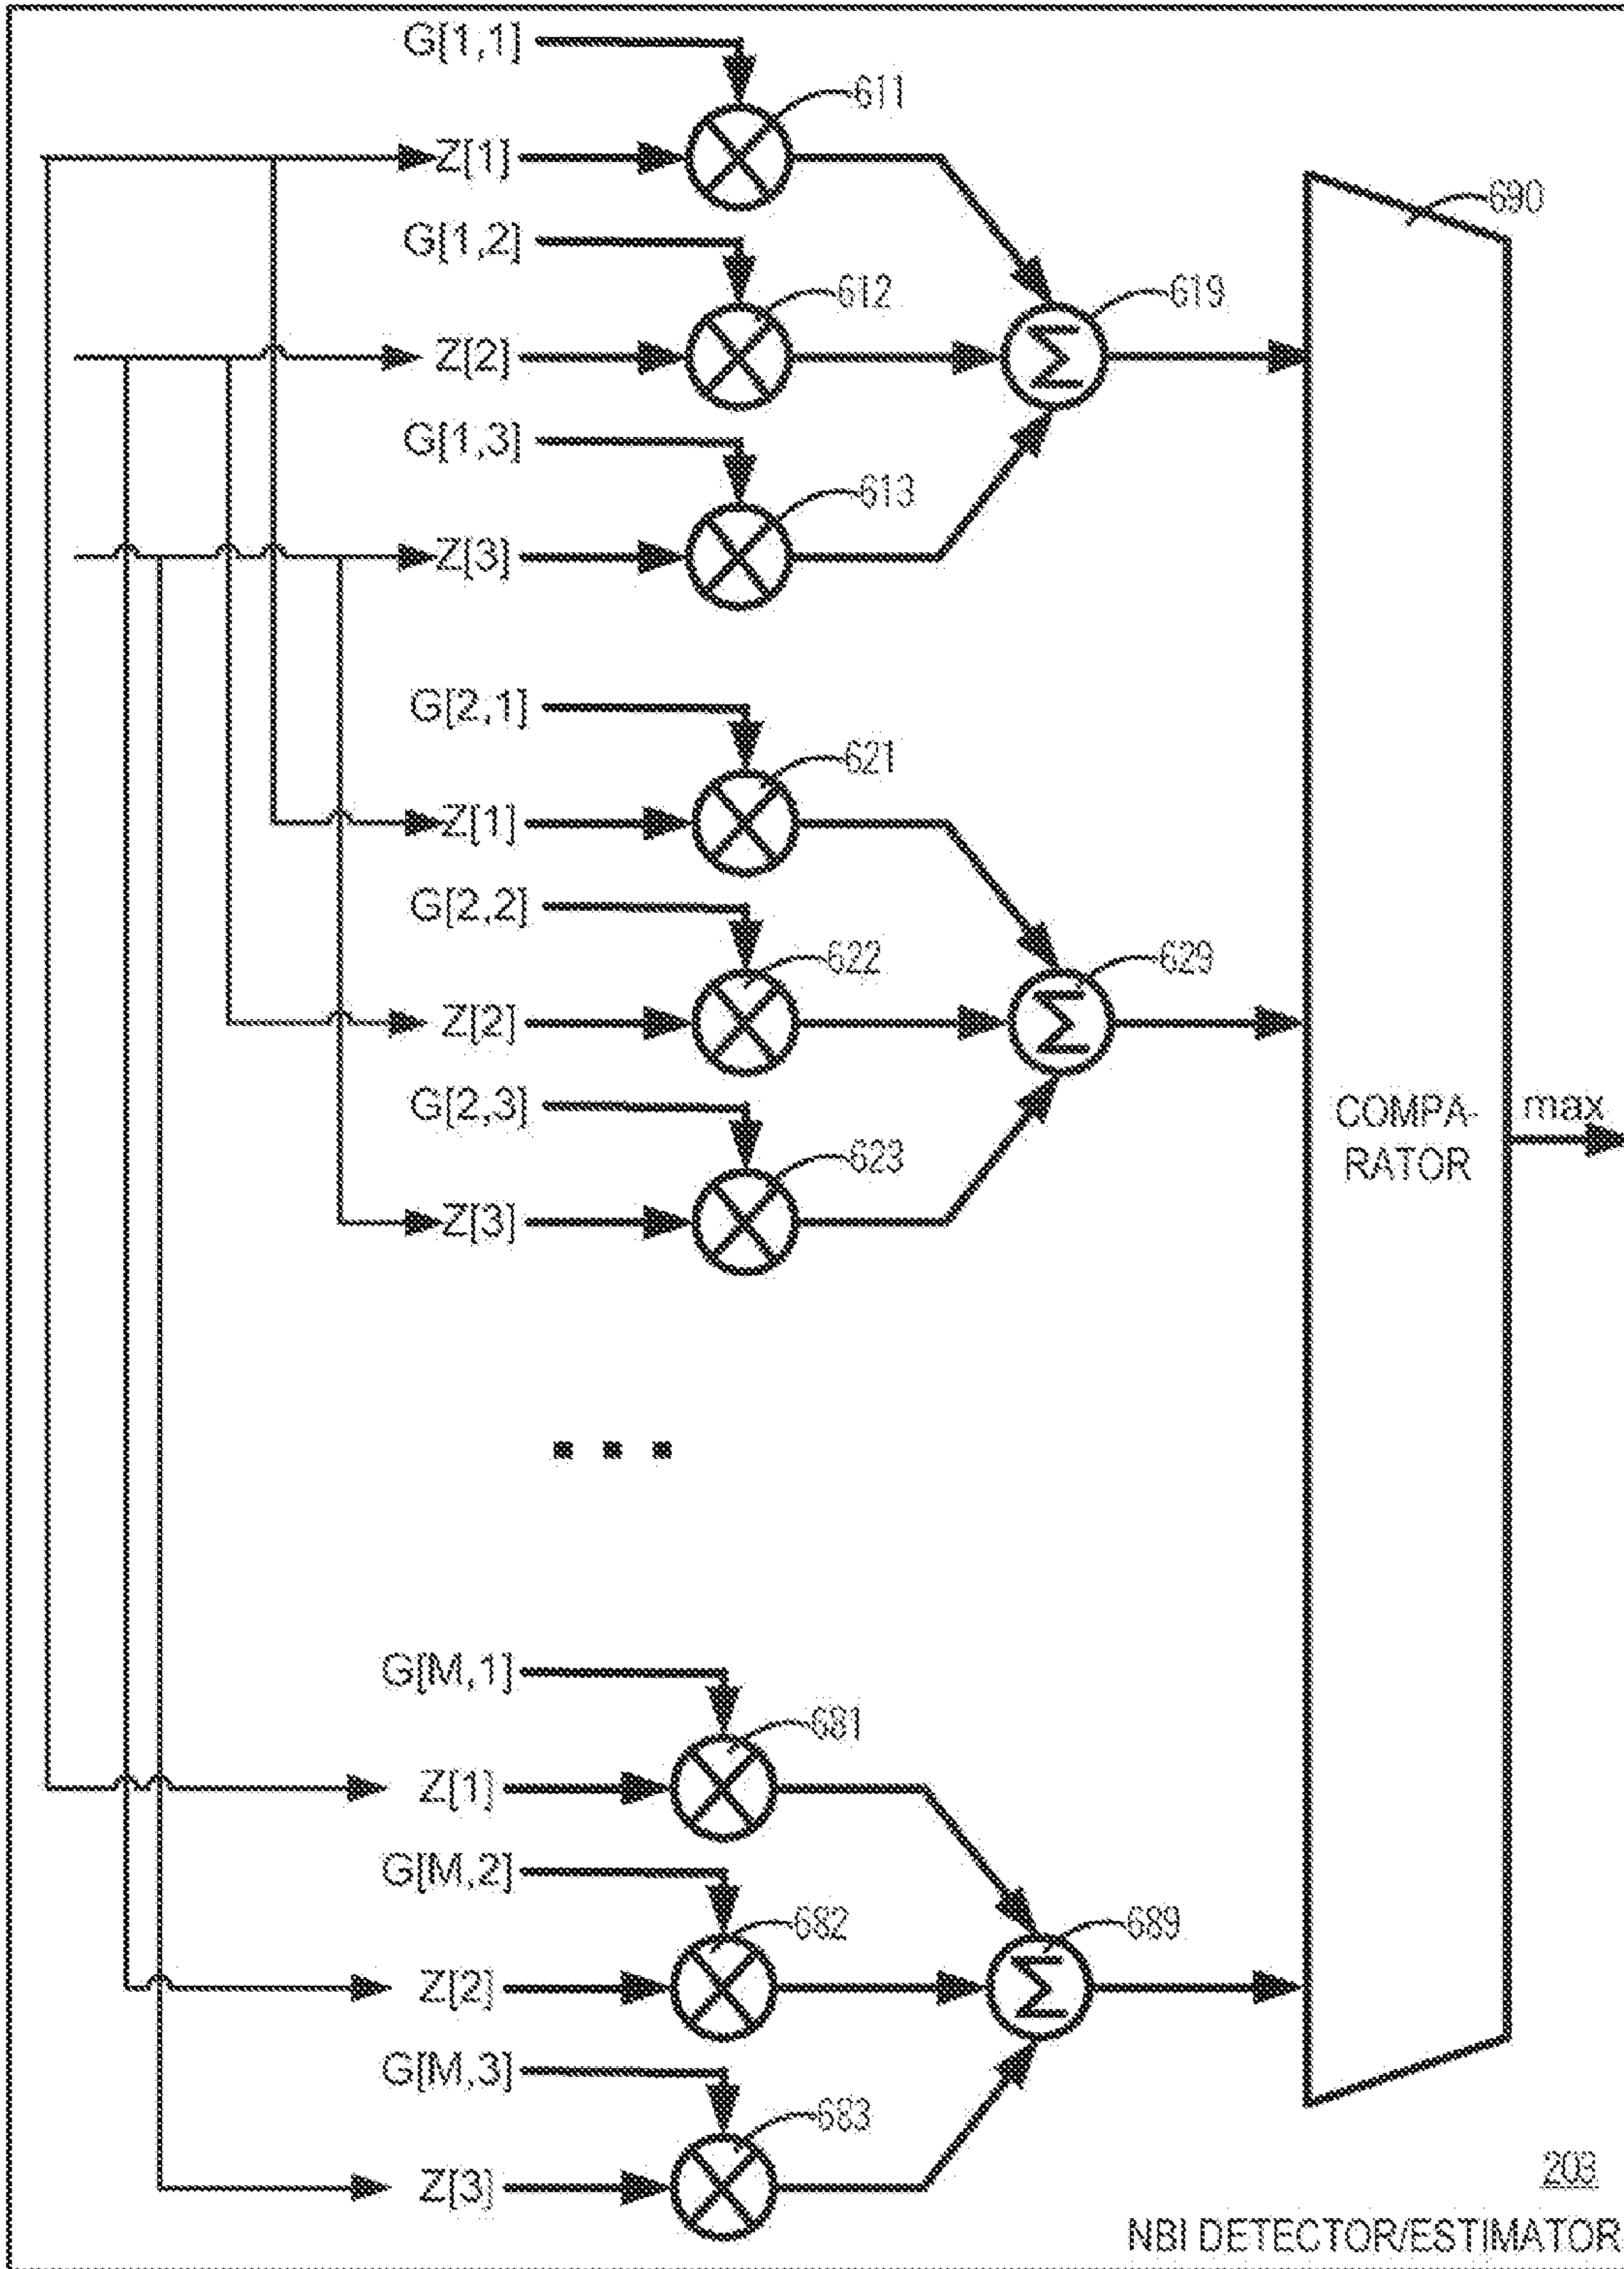 G[1,1]
611
Z[1]
690
G[1,2]
612
619
Z[2]
Σ
G[1,3]
613
Z[3]
G[2,1]
621
Z[1]
G[2,2]
622
629
Z[2]
Σ
G[2,3]
COMPA-
RATOR
max
623
Z[3]
...
G[M,1]
681
Z[1]
G[M,2]
682
689
Z[2]
Σ
G[M,3]
683
Z[3]
203
NBI DETECTOR/ESTIMATOR